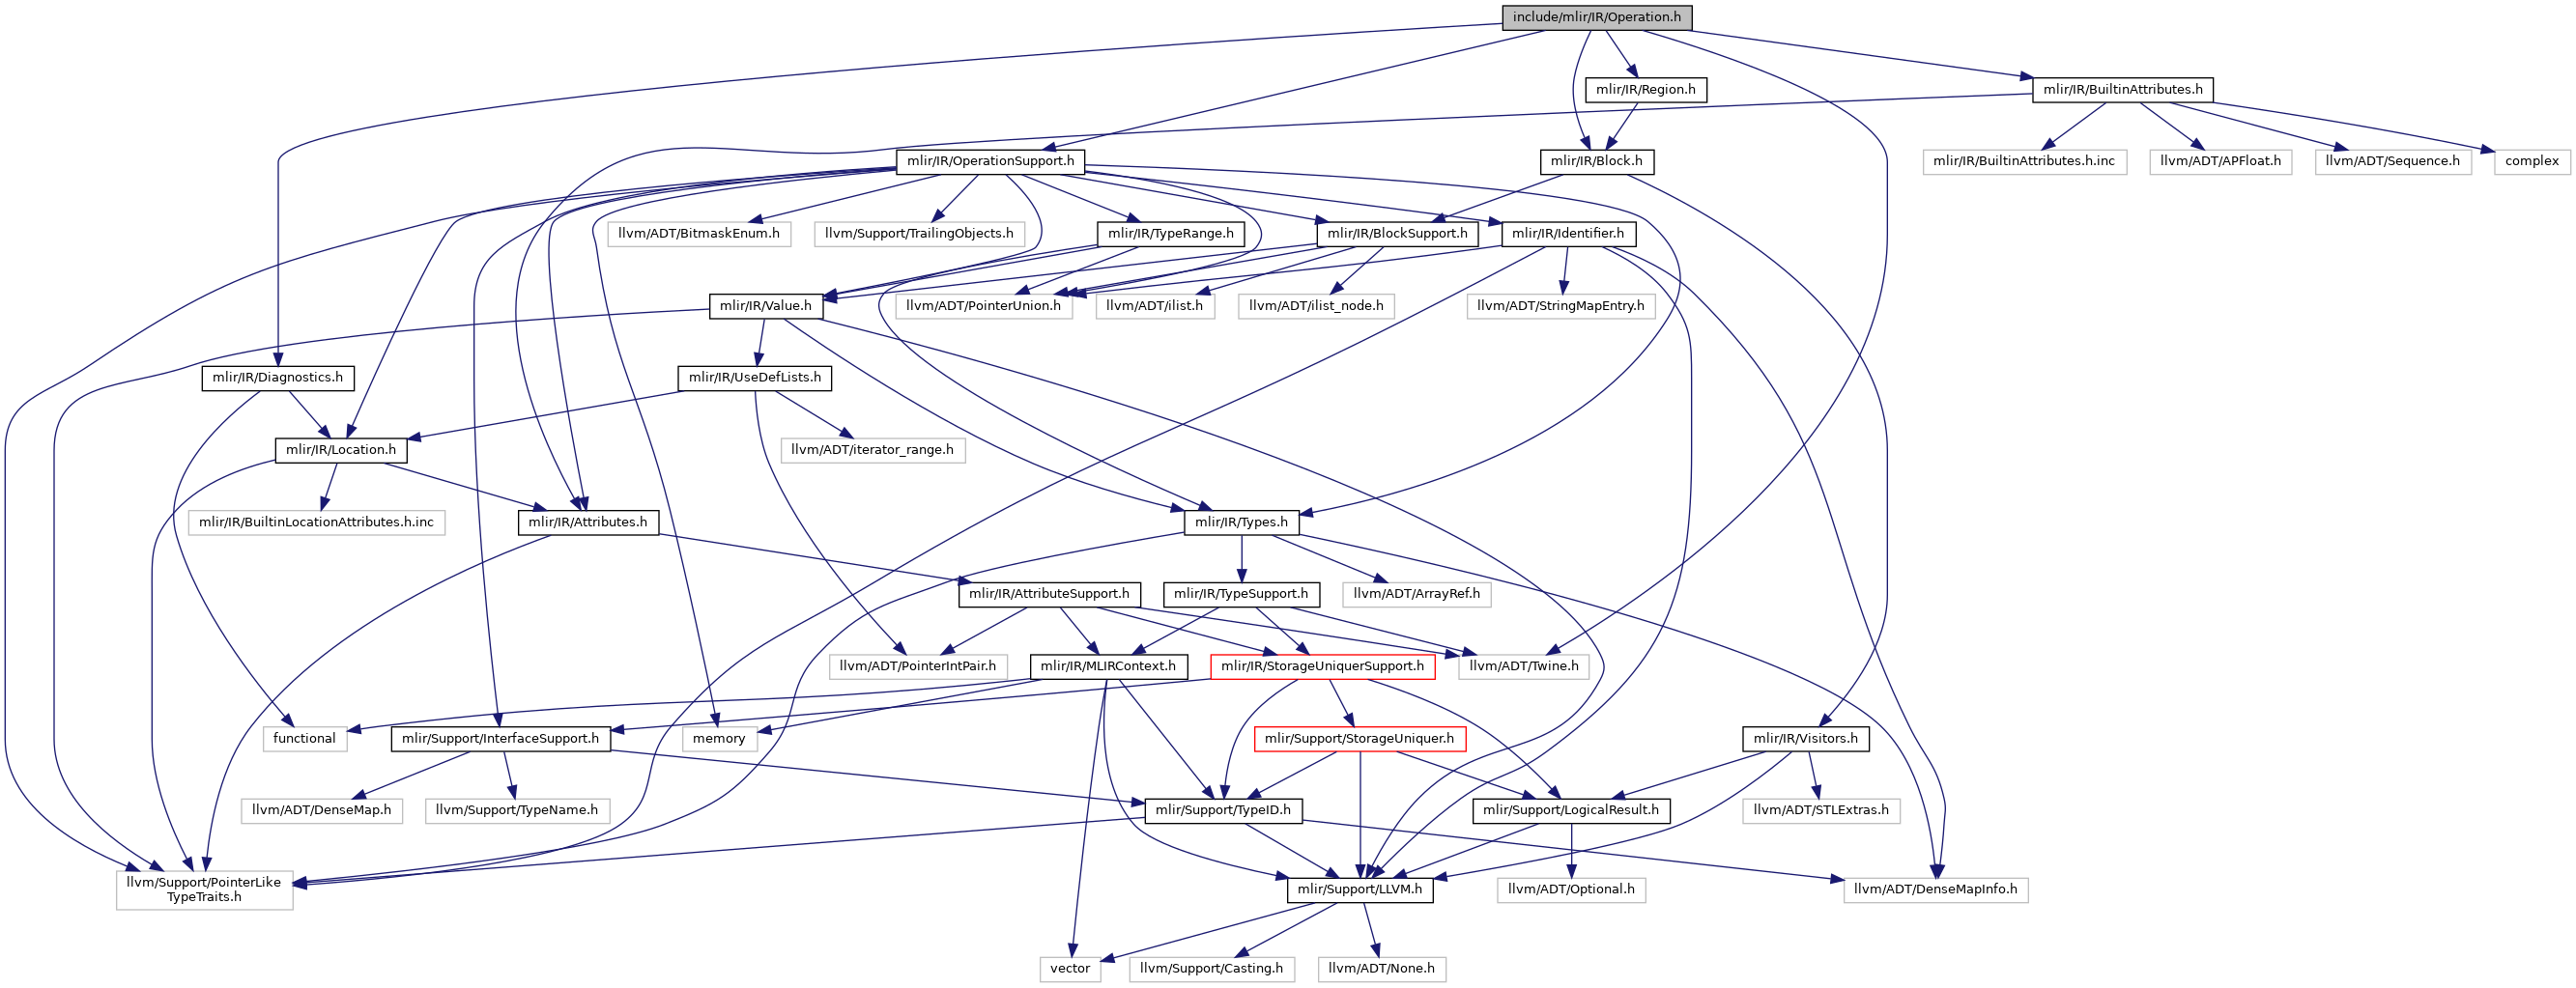 include/mlir/IR/Operation.h
mlir/IR/Region.h
mlir/IR/BuiltinAttributes.h
mlir/IR/OperationSupport.h
mlir/IR/Block.h
mlir/IR/BuiltinAttributes.h.inc
llvm/ADT/APFloat.h
llvm/ADT/Sequence.h
complex
llvm/ADT/BitmaskEnum.h
llvm/Support/TrailingObjects.h
mlir/IR/TypeRange.h
mlir/IR/BlockSupport.h
mlir/IR/Identifier.h
mlir/IR/Value.h
llvm/ADT/PointerUnion.h
llvm/ADT/ilist.h
llvm/ADT/ilist_node.h
llvm/ADT/StringMapEntry.h
mlir/IR/Diagnostics.h
mlir/IR/UseDefLists.h
mlir/IR/Location.h
llvm/ADT/iterator_range.h
mlir/IR/BuiltinLocationAttributes.h.inc
mlir/IR/Attributes.h
mlir/IR/Types.h
mlir/IR/AttributeSupport.h
mlir/IR/TypeSupport.h
llvm/ADT/ArrayRef.h
llvm/ADT/PointerIntPair.h
mlir/IR/MLIRContext.h
mlir/IR/StorageUniquerSupport.h
llvm/ADT/Twine.h
functional
mlir/Support/InterfaceSupport.h
memory
mlir/Support/StorageUniquer.h
mlir/IR/Visitors.h
llvm/ADT/DenseMap.h
llvm/Support/TypeName.h
mlir/Support/TypeID.h
mlir/Support/LogicalResult.h
llvm/ADT/STLExtras.h
llvm/Support/PointerLike
TypeTraits.h
mlir/Support/LLVM.h
llvm/ADT/Optional.h
llvm/ADT/DenseMapInfo.h
vector
llvm/Support/Casting.h
llvm/ADT/None.h